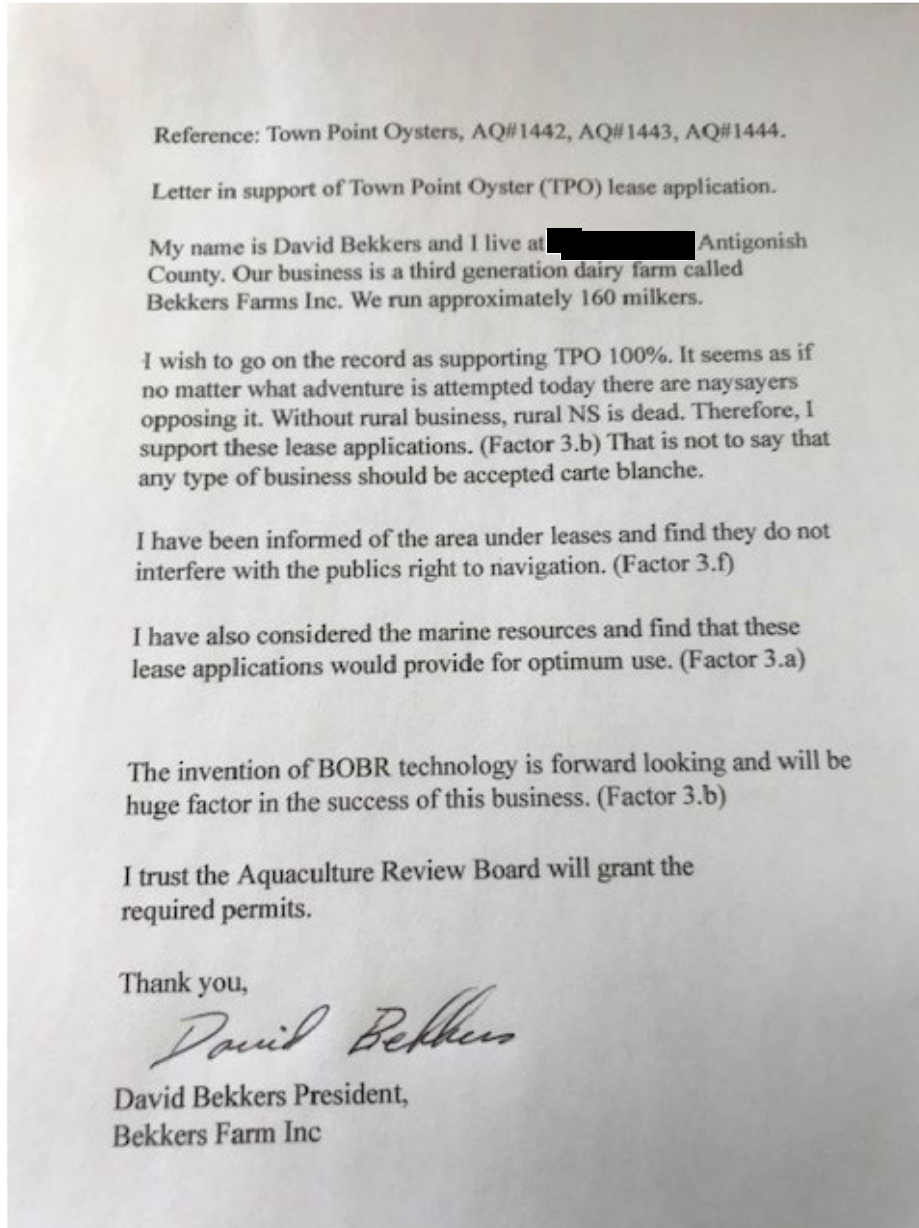 Reference: Town Point Oysters, AQ#1442, AQ#1443, AQ#1444.
Letter in support of Town Point Oyster (TPO) lease application.
My name is David Bekkers and I live at Antigonish
County. Our business is a third generation dairy farm called
Bekkers Farms Inc. We run approximately 160 milkers.
I wish to go on the record as supporting TPO 100%. It seems as if
no matter what adventure is attempted today there are naysayers
opposing it. Without rural business, rural NS is dead. Therefore, I
support these lease applications. (Factor 3.b) That is not to say that
any type of business should be accepted carte blanche.
I have been informed of the area under leases and find they do not
interfere with the publics right to navigation. (Factor 3.f)
I have also considered the marine resources and find that these
lease applications would provide for optimum use. (Factor 3.a)
The invention of BOBR technology is forward looking and will be
huge factor in the success of this business. (Factor 3.b)
I trust the Aquaculture Review Board will grant the
required permits.
Thank you,
David Bekkers
David Bekkers President,
Bekkers Farm Inc